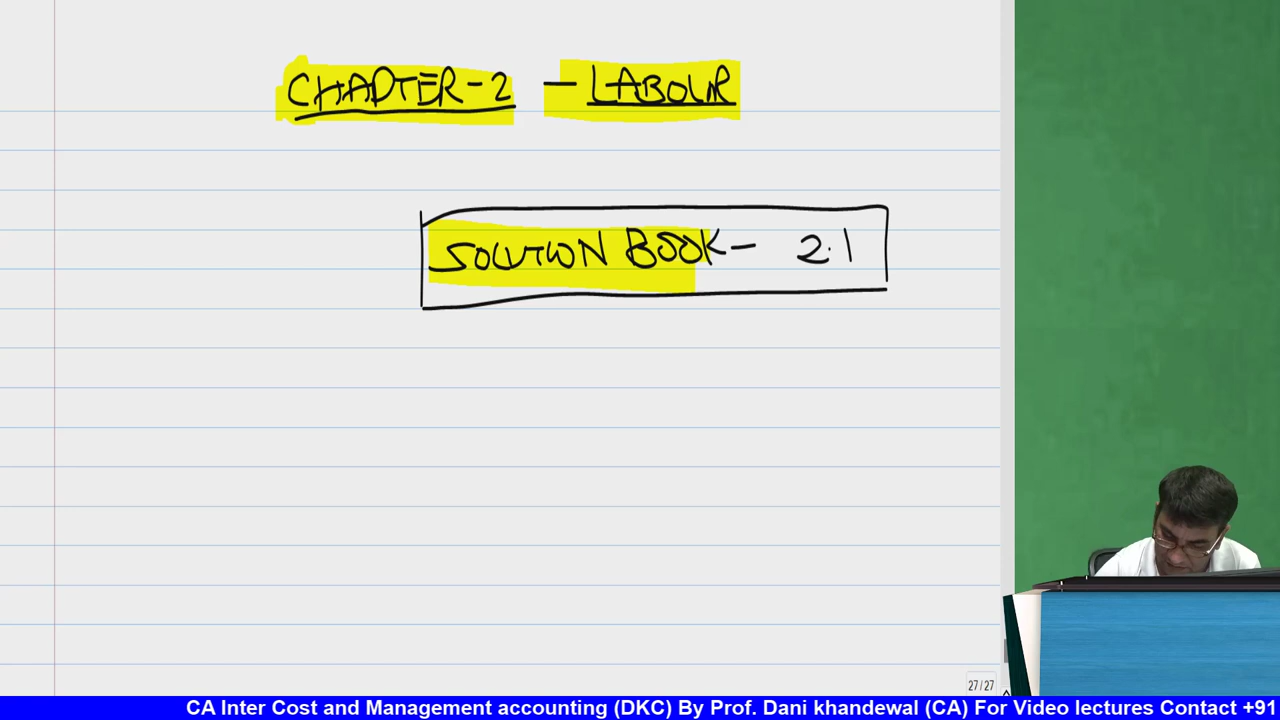 CHAPTER-2 - LABOUR
SOLUTION BOOK - 2.1
27/27
CA Inter Cost and Management accounting (DKC) By Prof. Dani khandewal (CA) For Video lectures Contact +91